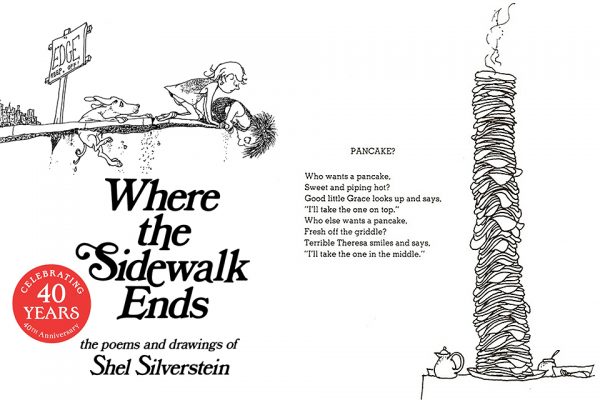 EDGE
KEEP OFF!
Where
the
Sidewalk
Ends
CELEBRATING
40
YEARS
40th Anniversary
the poems and drawings of
Shel Silverstein
PANCAKE?
Who wants a pancake,
Sweet and piping hot?
Good little Grace looks up and says,
"I'll take the one on top."
Who else wants a pancake,
Fresh off the griddle?
Terrible Theresa smiles and says,
"I'll take the one in the middle."